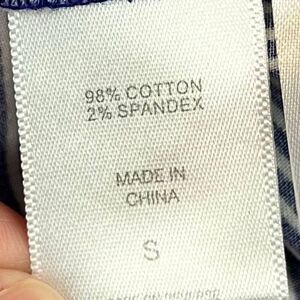 98% COTTON
2% SPANDEX
MADE IN
CHINA
S